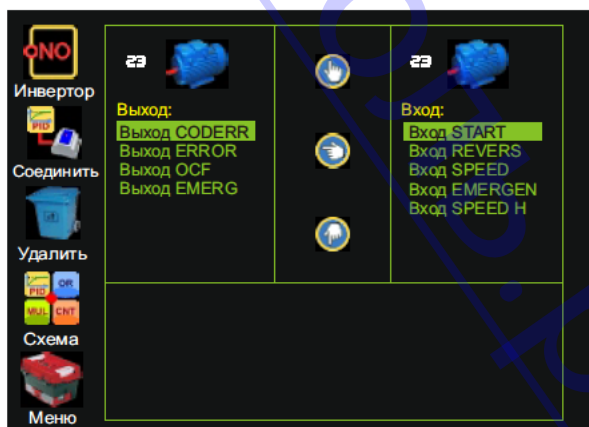 NO
Инвертор
PID
Соединить
Удалить
PID OR
MUL CNT
Схема
Меню
23
Выход:
Выход CODERR
Выход ERROR
Выход OCF
Выход EMERG
23
Вход:
Вход START
Вход REVERS
Вход SPEED
Вход EMERGEN
Вход SPEED H